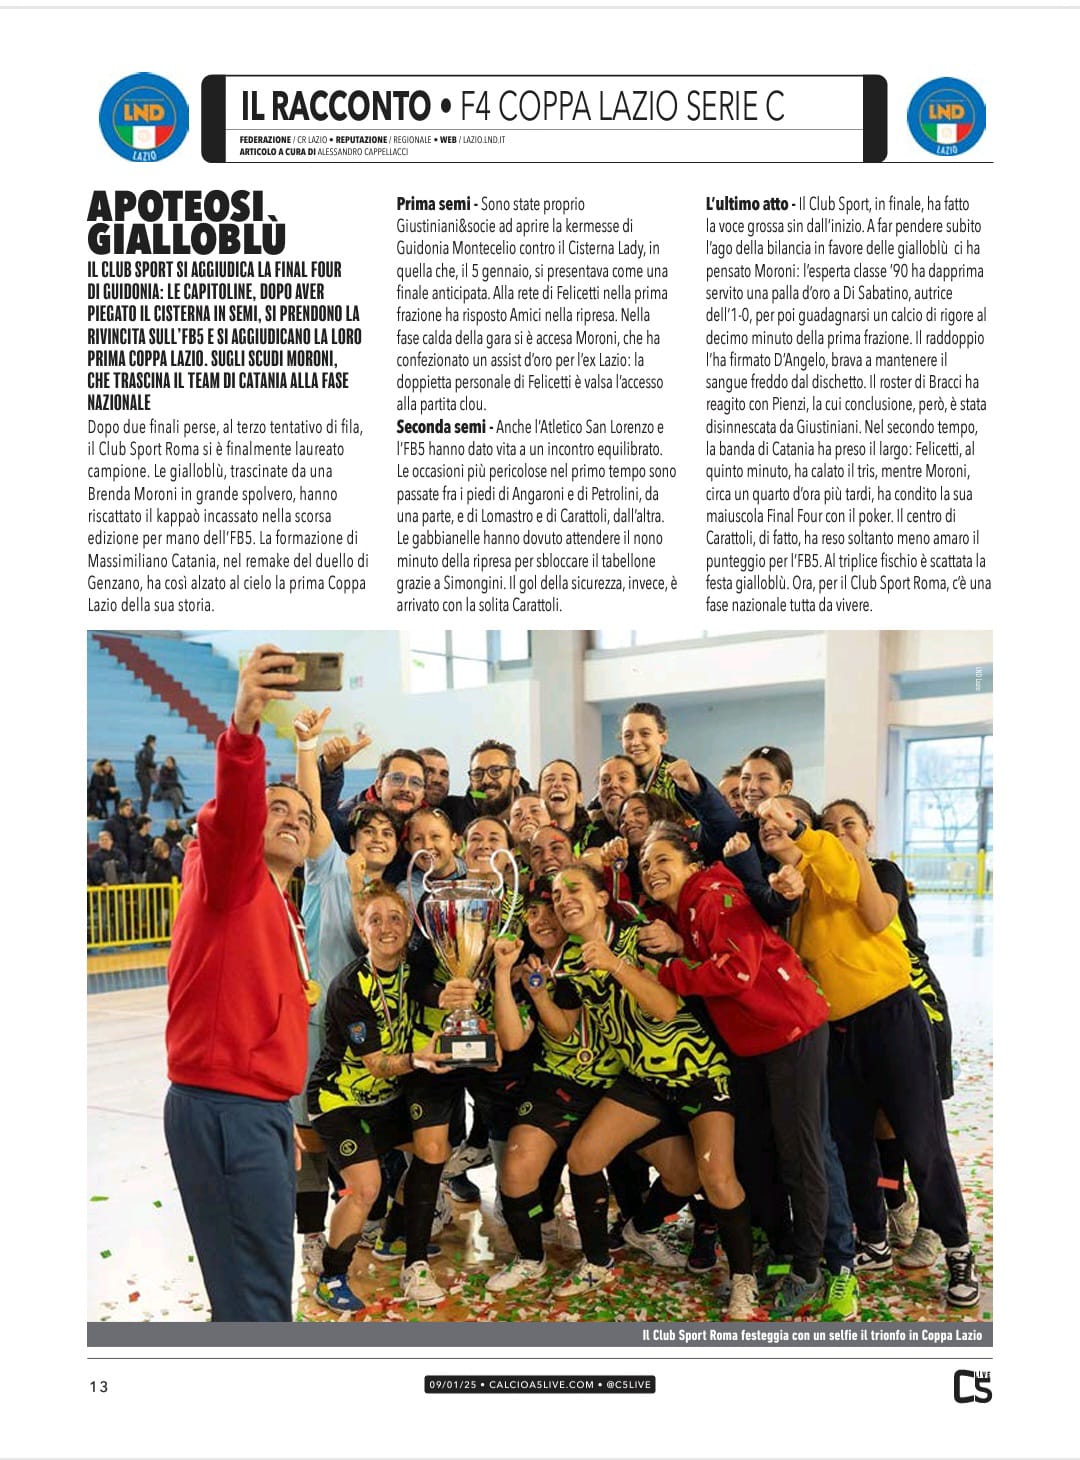 LND
LAZIO
IL RACCONTO • F4 COPPA LAZIO SERIE C
FEDERAZIONE / CR LAZIO • REPUTAZIONE / REGIONALE • WEB / LAZIO.LND.IT
ARTICOLO A CURA DI ALESSANDRO CAPPELLACCI
LND
LAZIO
APOTEOSI
GIALLOBLÙ
IL CLUB SPORT SI AGGIUDICA LA FINAL FOUR
DI GUIDONIA: LE CAPITOLINE, DOPO AVER
PIEGATO IL CISTERNA IN SEMI, SI PRENDONO LA
RIVINCITA SULL'FB5 E SI AGGIUDICANO LA LORO
PRIMA COPPA LAZIO. SUGLI SCUDI MORONI,
CHE TRASCINA IL TEAM DI CATANIA ALLA FASE
NAZIONALE
Dopo due finali perse, al terzo tentativo di fila,
il Club Sport Roma si è finalmente laureato
campione. Le gialloblù, trascinate da una
Brenda Moroni in grande spolvero, hanno
riscattato il kappaò incassato nella scorsa
edizione per mano dell'FB5. La formazione di
Massimiliano Catania, nel remake del duello di
Genzano, ha così alzato al cielo la prima Coppa
Lazio della sua storia.
Prima semi - Sono state proprio
Giustiniani&socie ad aprire la kermesse di
Guidonia Montecelio contro il Cisterna Lady, in
quella che, il 5 gennaio, si presentava come una
finale anticipata. Alla rete di Felicetti nella prima
frazione ha risposto Amici nella ripresa. Nella
fase calda della gara si è accesa Moroni, che ha
confezionato un assist d'oro per l'ex Lazio: la
doppietta personale di Felicetti è valsa l'accesso
alla partita clou.
Seconda semi - Anche l'Atletico San Lorenzo e
l'FB5 hanno dato vita a un incontro equilibrato.
Le occasioni più pericolose nel primo tempo sono
passate fra i piedi di Angaroni e di Petrolini, da
una parte, e di Lomastro e di Carattoli, dall'altra.
Le gabbianelle hanno dovuto attendere il nono
minuto della ripresa per sbloccare il tabellone
grazie a Simongini. Il gol della sicurezza, invece, è
arrivato con la solita Carattoli.
L'ultimo atto - Il Club Sport, in finale, ha fatto
la voce grossa sin dall'inizio. A far pendere subito
l'ago della bilancia in favore delle gialloblù ci ha
pensato Moroni: l'esperta classe '90 ha dapprima
servito una palla d'oro a Di Sabatino, autrice
dell'1-0, per poi guadagnarsi un calcio di rigore al
decimo minuto della prima frazione. Il raddoppio
l'ha firmato D'Angelo, brava a mantenere il
sangue freddo dal dischetto. Il roster di Bracci ha
reagito con Pienzi, la cui conclusione, però, è stata
disinnescata da Giustiniani. Nel secondo tempo,
la banda di Catania ha preso il largo: Felicetti, al
quinto minuto, ha calato il tris, mentre Moroni,
circa un quarto d'ora più tardi, ha condito la sua
maiuscola Final Four con il poker. Il centro di
Carattoli, di fatto, ha reso soltanto meno amaro il
punteggio per l'FB5. Al triplice fischio è scattata la
festa gialloblù. Ora, per il Club Sport Roma, c'è una
fase nazionale tutta da vivere.
LND Lazio
LND
Il Club Sport Roma festeggia con un selfie il trionfo in Coppa Lazio
13
09/01/25 • CALCIOA5LIVE.COM • @C5LIVE
C5 LIVE